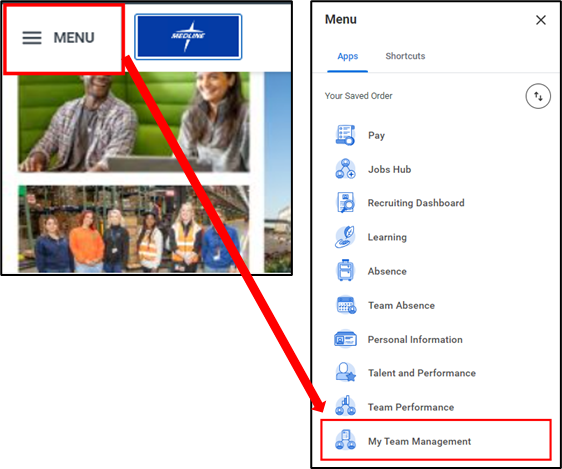 MENU
MEDLINE
Menu
Apps
Shortcuts
Your Saved Order
Pay
Jobs Hub
Recruiting Dashboard
Learning
Absence
Team Absence
Personal Information
Talent and Performance
Team Performance
My Team Management